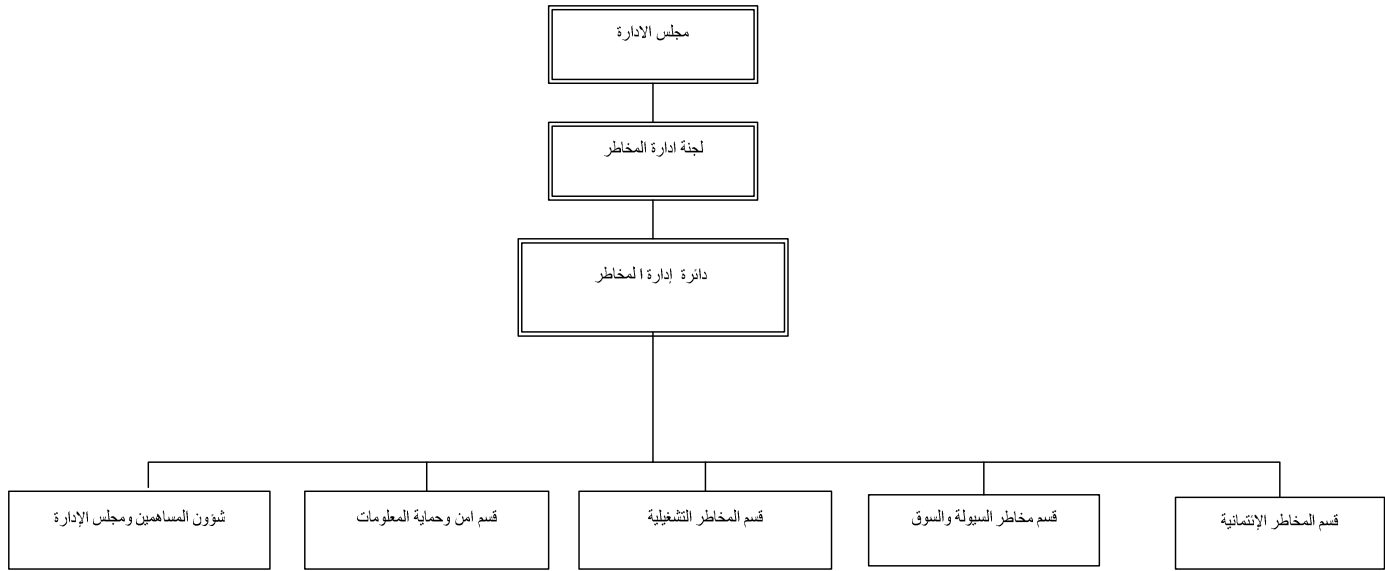 مجلس الادارة
لجنة ادارة المخاطر
دائرة إدارة المخاطر
قسم المخاطر الإئتمانية
قسم مخاطر السيولة والسوق
قسم المخاطر التشغيلية
قسم امن وحماية المعلومات
شؤون المساهمين ومجلس الإدارة